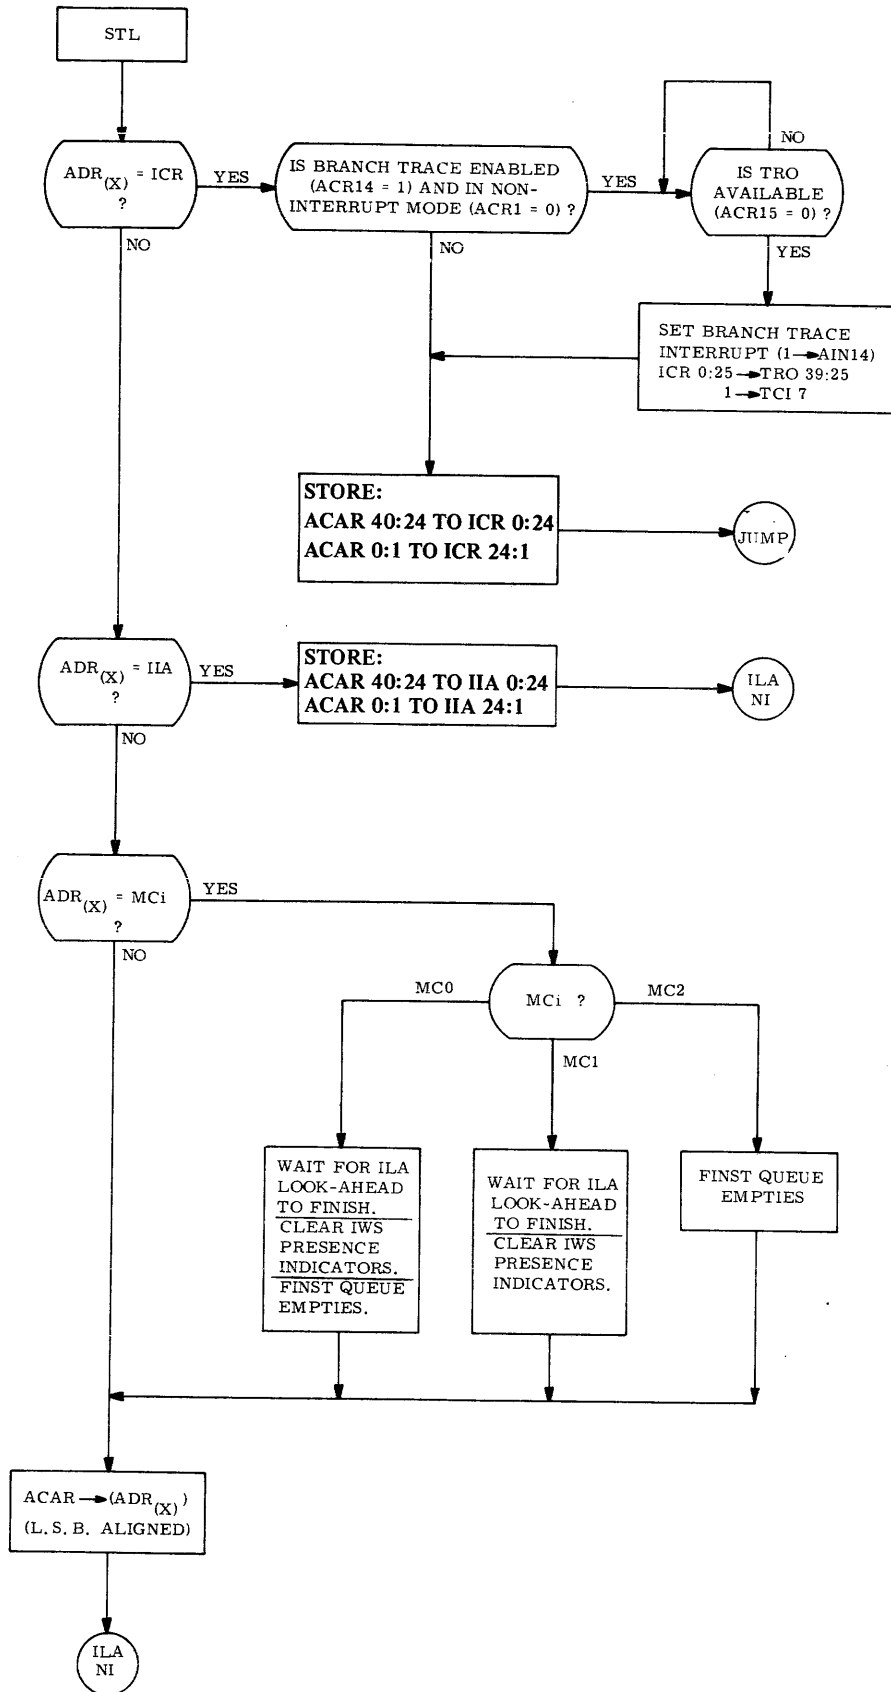 STL
ADR(X) = ICR
?
YES
NO
IS BRANCH TRACE ENABLED
(ACR14 = 1) AND IN NON-
INTERRUPT MODE (ACR1 = 0) ?
YES
NO
IS TRO
AVAILABLE
(ACR15 = 0) ?
NO
YES
SET BRANCH TRACE
INTERRUPT (1→AIN14)
ICR 0:25→TRO 39:25
1→TCI 7
STORE:
ACAR 40:24 TO ICR 0:24
ACAR 0:1 TO ICR 24:1
JUMP
ADR(X) = IIA
?
YES
NO
STORE:
ACAR 40:24 TO IIA 0:24
ACAR 0:1 TO IIA 24:1
ILA
NI
ADR(X) = MCi
?
YES
NO
MCi ?
MC0
MC2
MC1
WAIT FOR ILA
LOOK-AHEAD
TO FINISH.
CLEAR IWS
PRESENCE
INDICATORS.
FINST QUEUE
EMPTIES.
WAIT FOR ILA
LOOK-AHEAD
TO FINISH.
CLEAR IWS
PRESENCE
INDICATORS.
FINST QUEUE
EMPTIES
ACAR→(ADR(X))
(L.S.B. ALIGNED)
ILA
NI